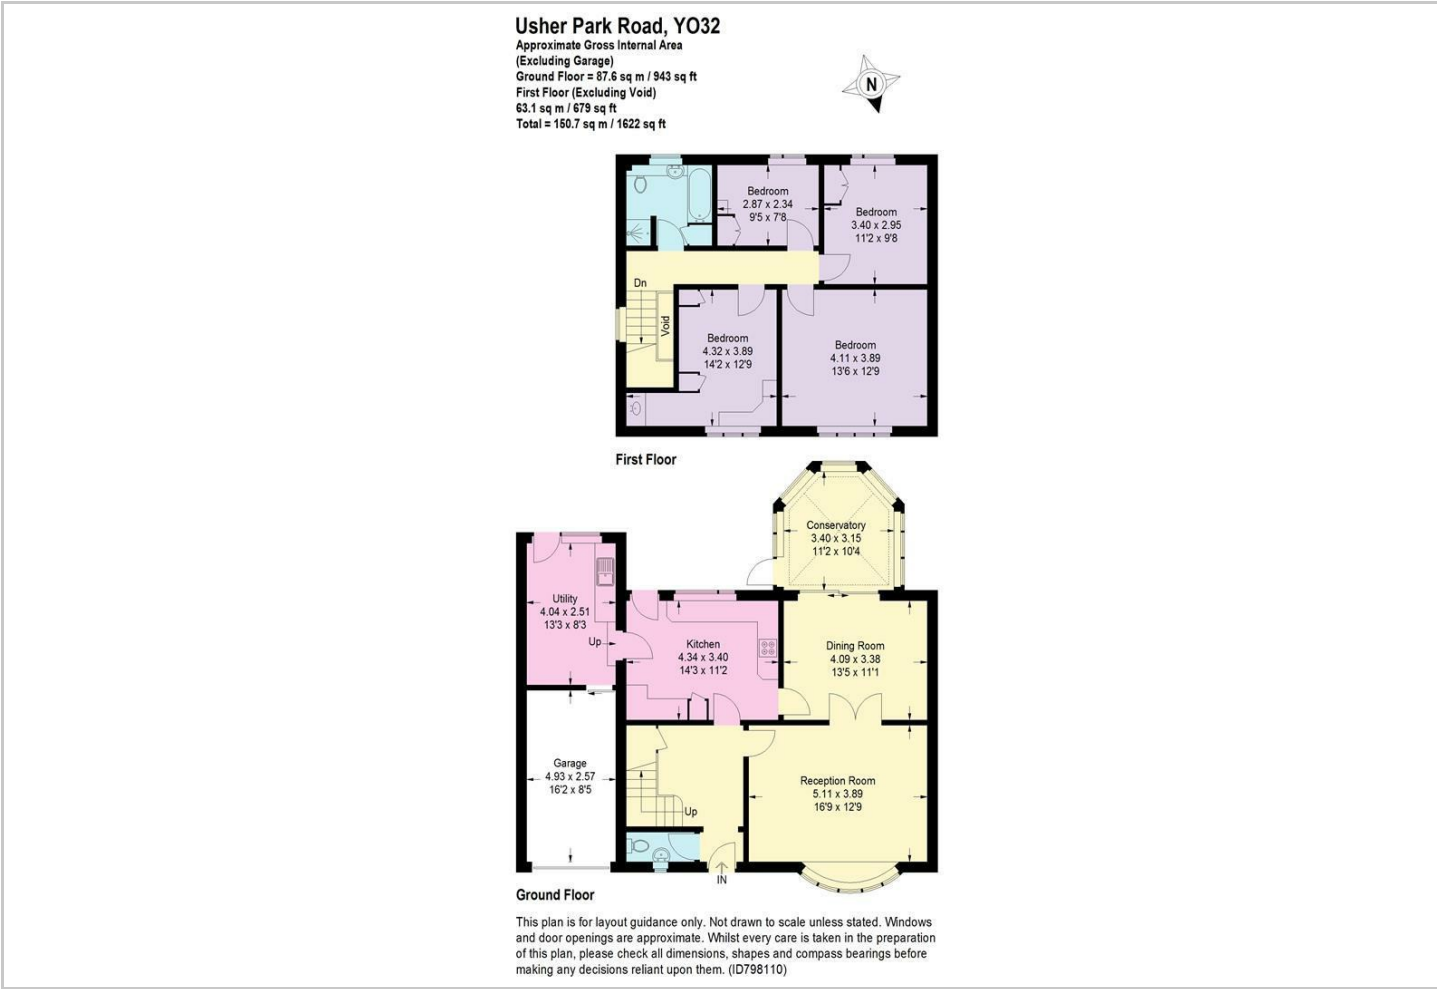 Usher Park Road, YO32
Approximate Gross Internal Area
(Excluding Garage)
Ground Floor = 87.6 sq m / 943 sq ft
First Floor (Excluding Void)
63.1 sq m / 679 sq ft
Total = 150.7 sq m / 1622 sq ft
N
Bedroom
2.87 x 2.34
9'5 x 7'8
Bedroom
3.40 x 2.95
11'2 x 9'8
Dn
Void
Bedroom
4.32 x 3.89
14'2 x 12'9
Bedroom
4.11 x 3.89
13'6 x 12'9
First Floor
Conservatory
3.40 x 3.15
11'2 x 10'4
Utility
4.04 x 2.51
13'3 x 8'3
Up
Kitchen
4.34 x 3.40
14'3 x 11'2
Dining Room
4.09 x 3.38
13'5 x 11'1
Garage
4.93 x 2.57
16'2 x 8'5
Up
Reception Room
5.11 x 3.89
16'9 x 12'9
IN
Ground Floor
This plan is for layout guidance only. Not drawn to scale unless stated. Windows
and door openings are approximate. Whilst every care is taken in the preparation
of this plan, please check all dimensions, shapes and compass bearings before
making any decisions reliant upon them. (ID798110)